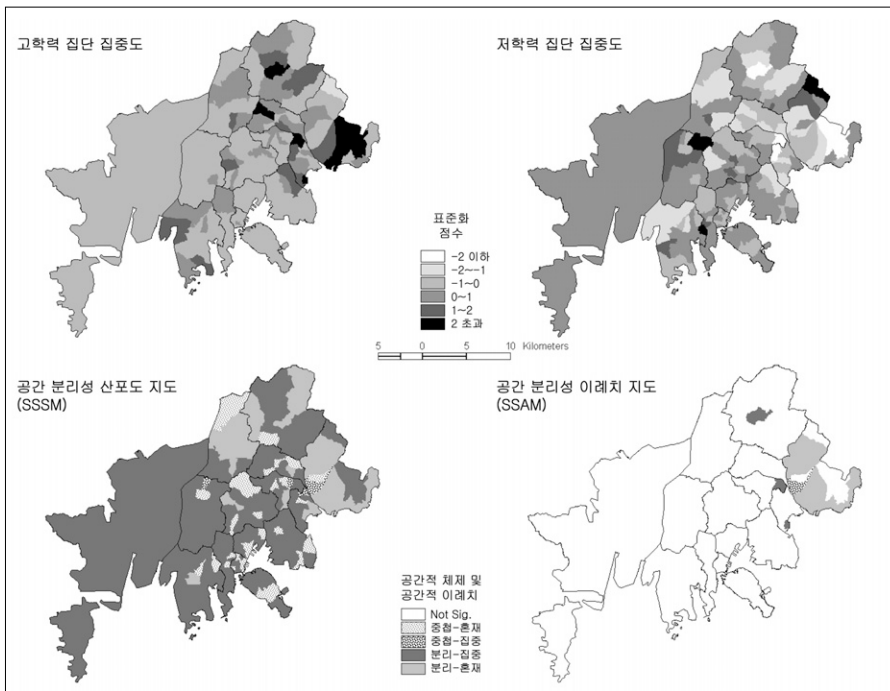 고학력 집단 집중도
저학력 집단 집중도
표준화
점수
-2 이하
-2~-1
-1~0
0~1
1~2
2 초과
5 0 5 10 Kilometers
공간 분리성 산포도 지도
(SSSM)
공간 분리성 이례치 지도
(SSAM)
공간적 체제 및
공간적 이례치
Not Sig.
중첩-혼재
중첩-집중
분리-집중
분리-혼재